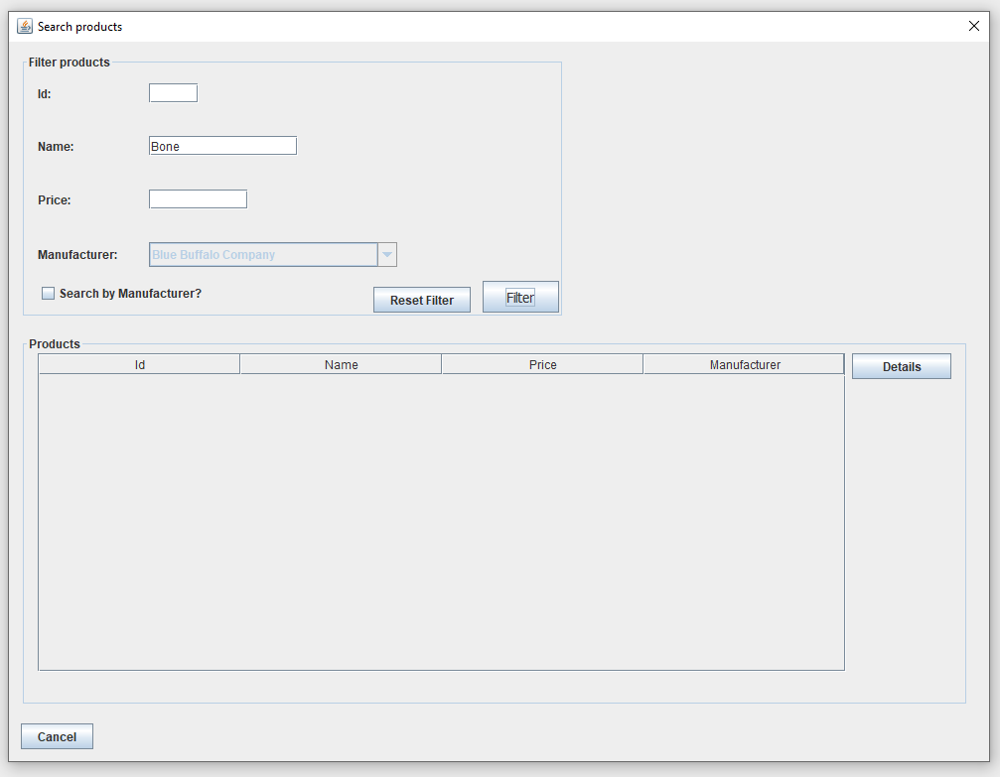 Search products
Filter products
Id:
Name: Bone
Price:
Manufacturer: Blue Buffalo Company
Search by Manufacturer? Reset Filter Filter
Products
Id Name Price Manufacturer Details
Cancel